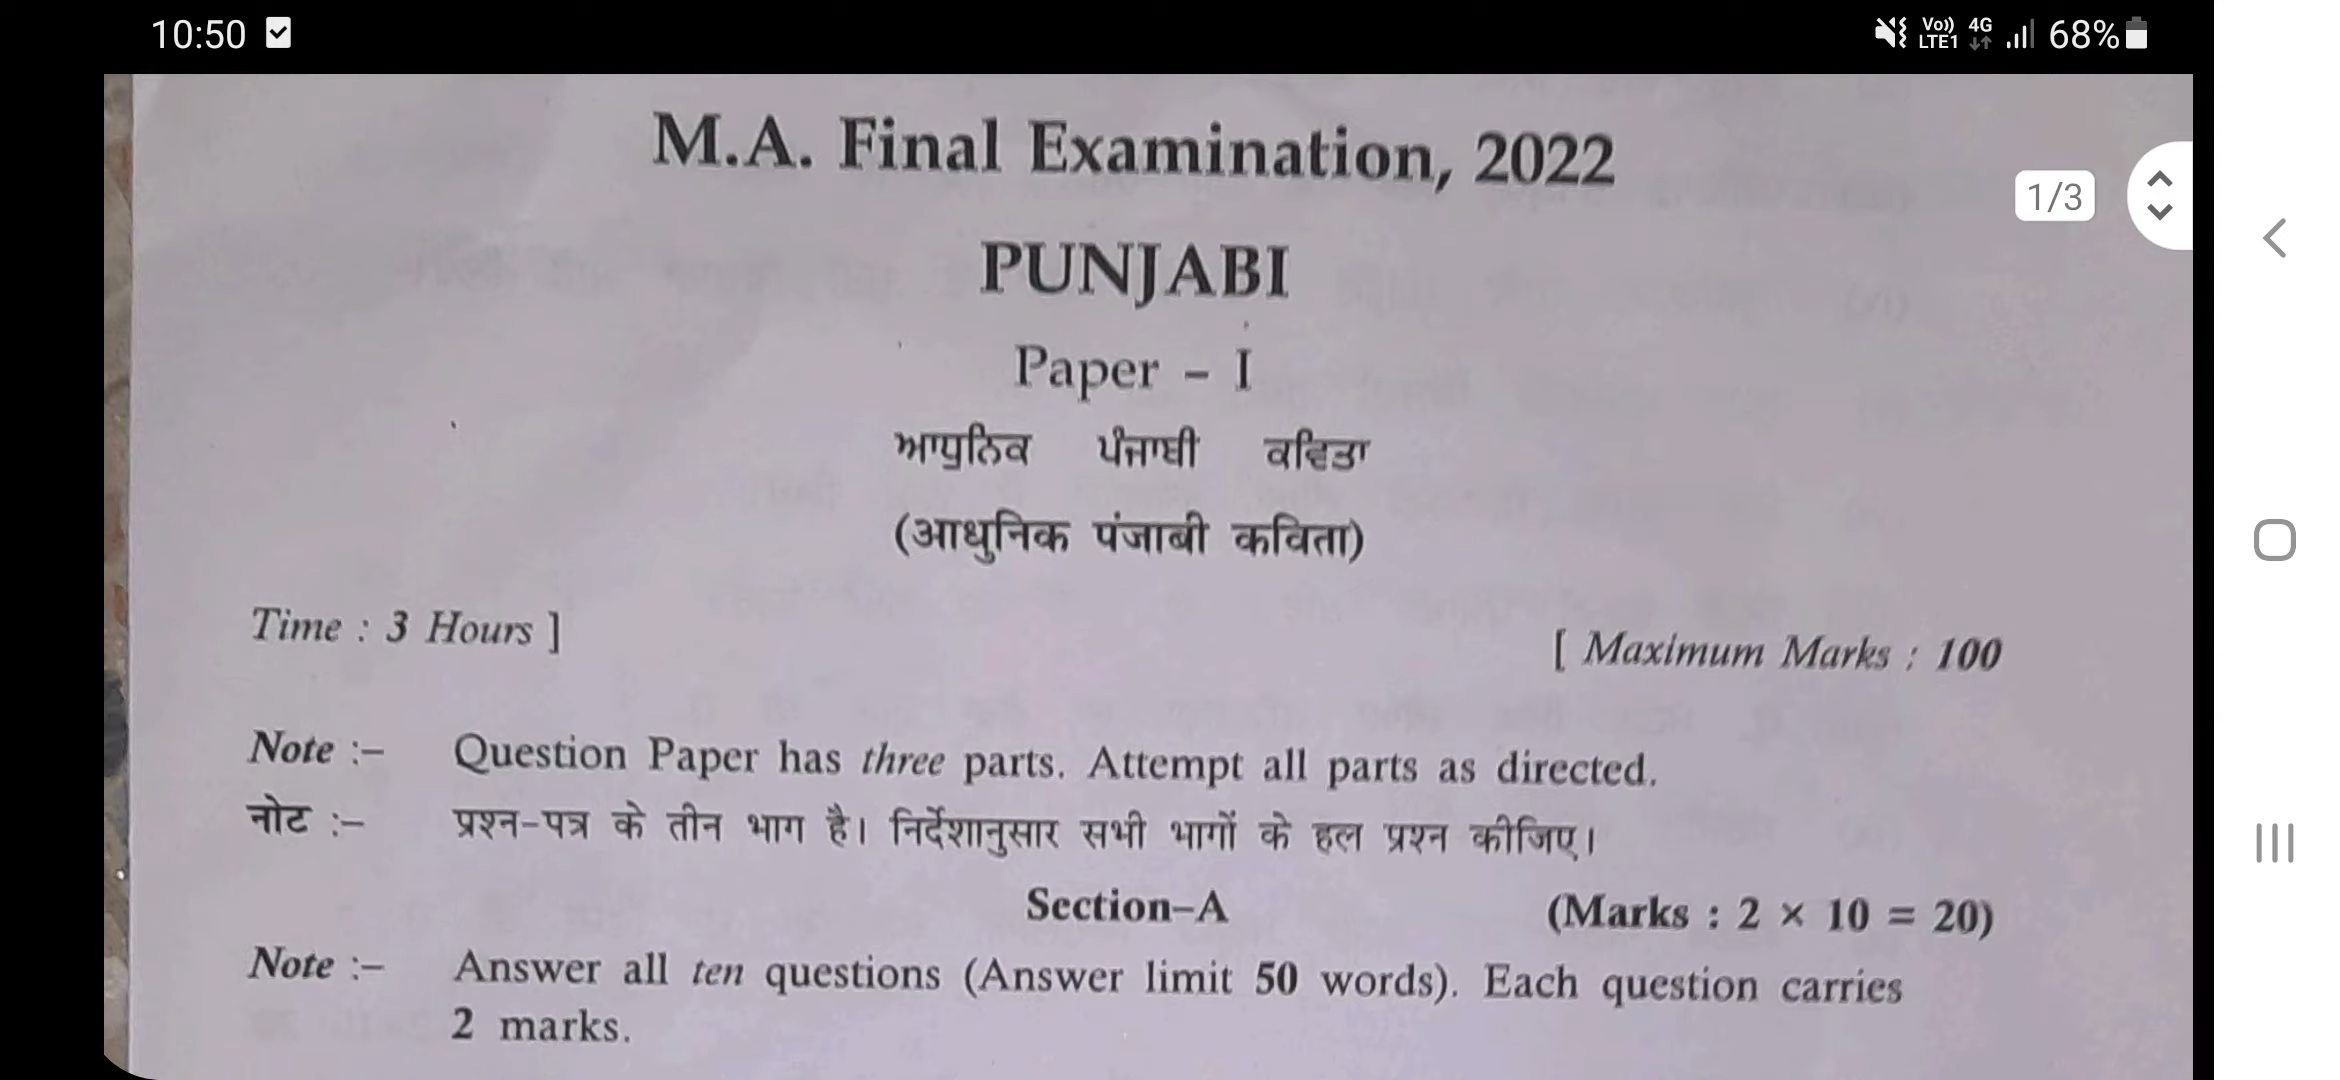 10:50
Vo)) 4G
LTE1
68%
M.A. Final Examination, 2022
1/3
PUNJABI
Paper – I
ਆਧੁਨਿਕ ਪੰਜਾਬੀ ਕਵਿਤਾ
(आधुनिक पंजाबी कविता)
Time : 3 Hours ]
[ Maximum Marks : 100
Note :– Question Paper has three parts. Attempt all parts as directed.
नोट :– प्रश्न-पत्र के तीन भाग है। निर्देशानुसार सभी भागों के हल प्रश्न कीजिए।
Section–A (Marks : 2 × 10 = 20)
Note :– Answer all ten questions (Answer limit 50 words). Each question carries
2 marks.